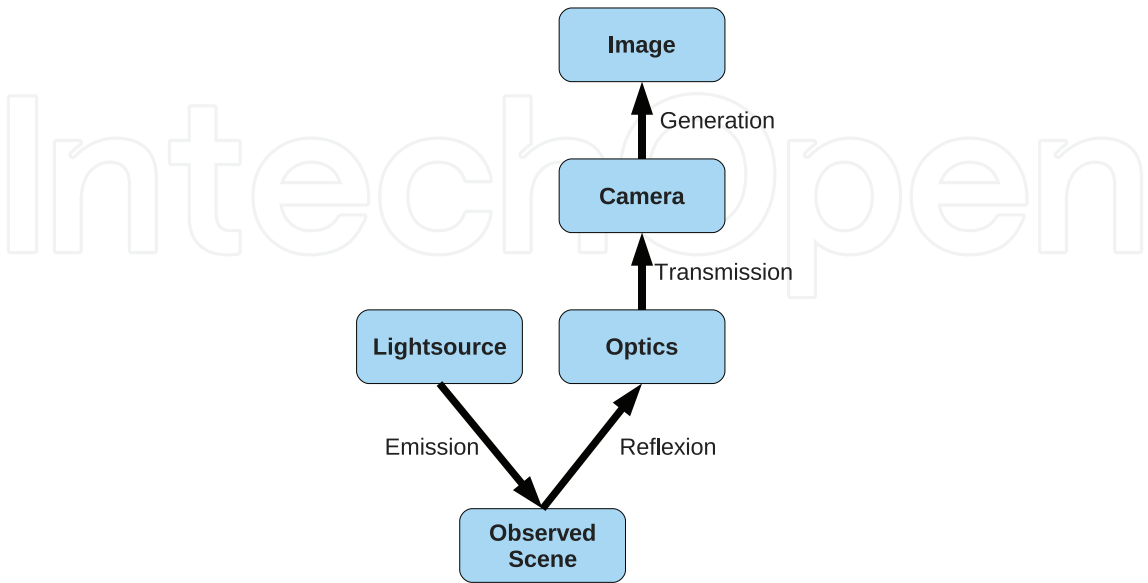 Image
Generation
IntechOpen
Camera
Transmission
Lightsource
Optics
Emission
Reflexion
Observed
Scene